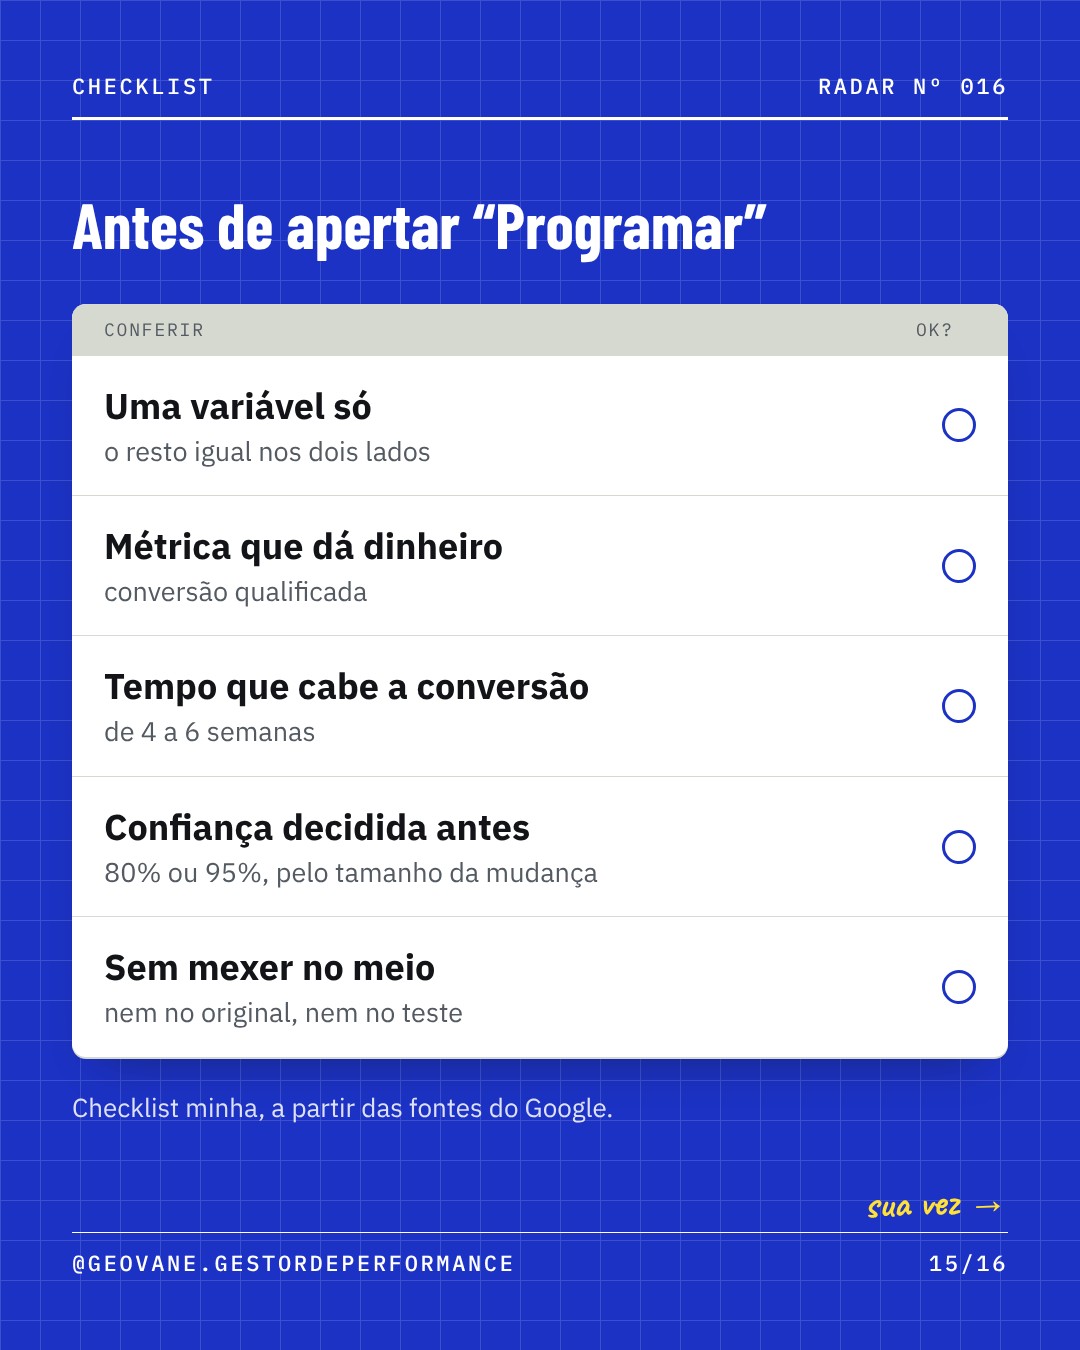 CHECKLIST
RADAR Nº 016
Antes de apertar “Programar”
CONFERIR
OK?
Uma variável só
o resto igual nos dois lados
Métrica que dá dinheiro
conversão qualificada
Tempo que cabe a conversão
de 4 a 6 semanas
Confiança decidida antes
80% ou 95%, pelo tamanho da mudança
Sem mexer no meio
nem no original, nem no teste
Checklist minha, a partir das fontes do Google.
sua vez →
@GEOVANE.GESTORDEPERFORMANCE
15/16